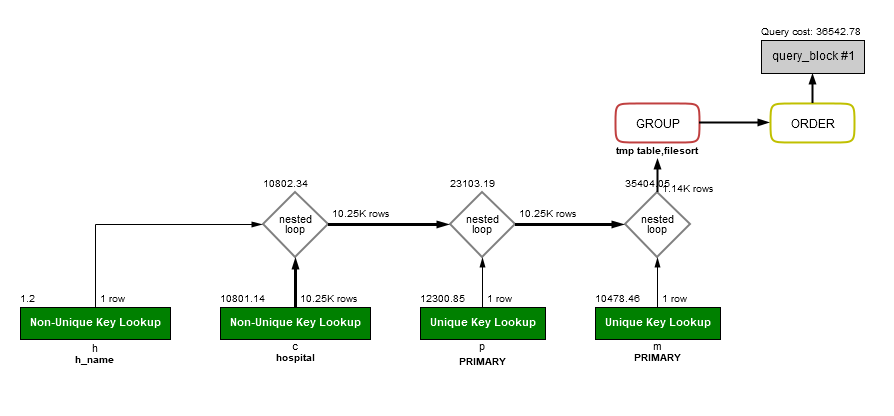 Query cost: 36542.78
query_block #1
GROUP
ORDER
tmp table,filesort
10802.34
23103.19
35404.05
1.14K rows
nested
loop
10.25K rows
nested
loop
10.25K rows
nested
loop
1.2
1 row
10801.14
10.25K rows
12300.85
1 row
10478.46
1 row
Non-Unique Key Lookup
Non-Unique Key Lookup
Unique Key Lookup
Unique Key Lookup
h
c
p
m
h_name
hospital
PRIMARY
PRIMARY